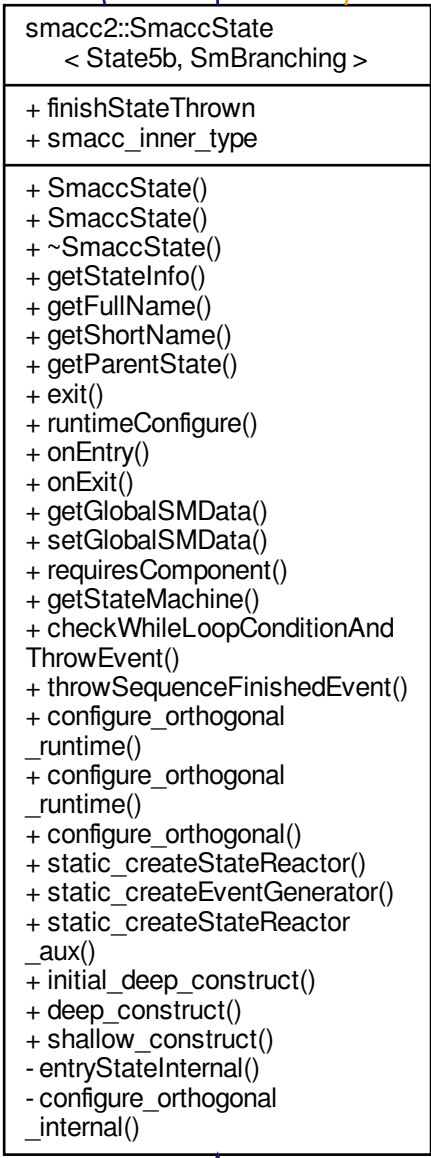 smacc2::SmaccState
< State5b, SmBranching >
+ finishStateThrown
+ smacc_inner_type
+ SmaccState()
+ SmaccState()
+ ~SmaccState()
+ getStateInfo()
+ getFullName()
+ getShortName()
+ getParentState()
+ exit()
+ runtimeConfigure()
+ onEntry()
+ onExit()
+ getGlobalSMData()
+ setGlobalSMData()
+ requiresComponent()
+ getStateMachine()
+ checkWhileLoopConditionAnd
ThrowEvent()
+ throwSequenceFinishedEvent()
+ configure_orthogonal
_runtime()
+ configure_orthogonal
_runtime()
+ configure_orthogonal()
+ static_createStateReactor()
+ static_createEventGenerator()
+ static_createStateReactor
_aux()
+ initial_deep_construct()
+ deep_construct()
+ shallow_construct()
- entryStateInternal()
- configure_orthogonal
_internal()